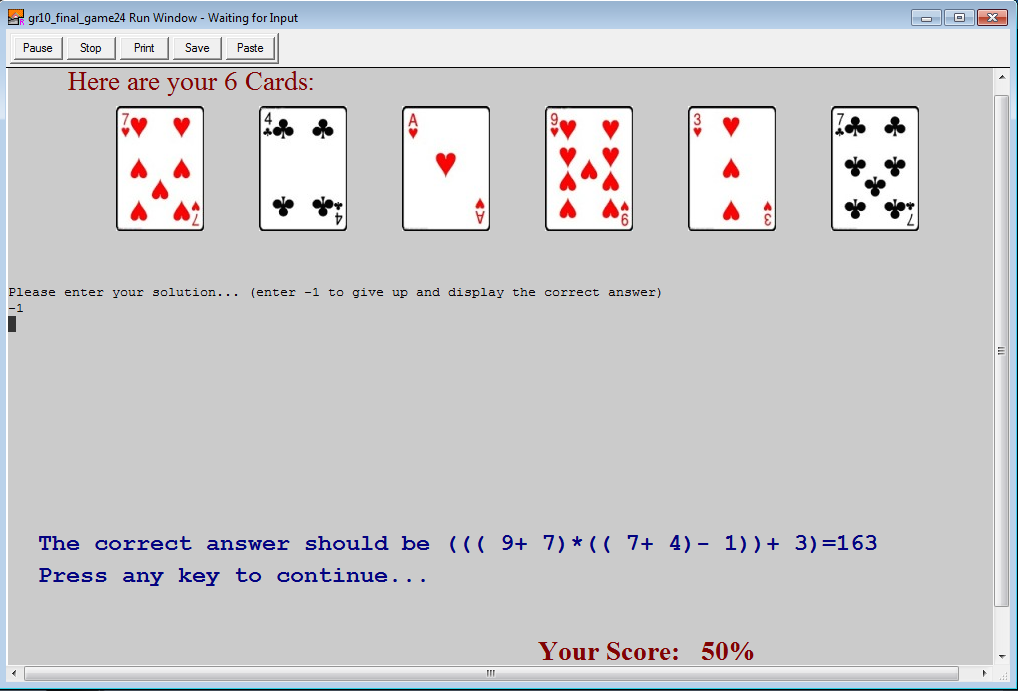 gr10_final_game24 Run Window - Waiting for Input
Pause Stop Print Save Paste
Here are your 6 Cards:
7 4 A 9 3 7
7 4 A 9 3 7
Please enter your solution... (enter -1 to give up and display the correct answer)
-1
The correct answer should be ((( 9+ 7)*(( 7+ 4)- 1))+ 3)=163
Press any key to continue...
Your Score: 50%